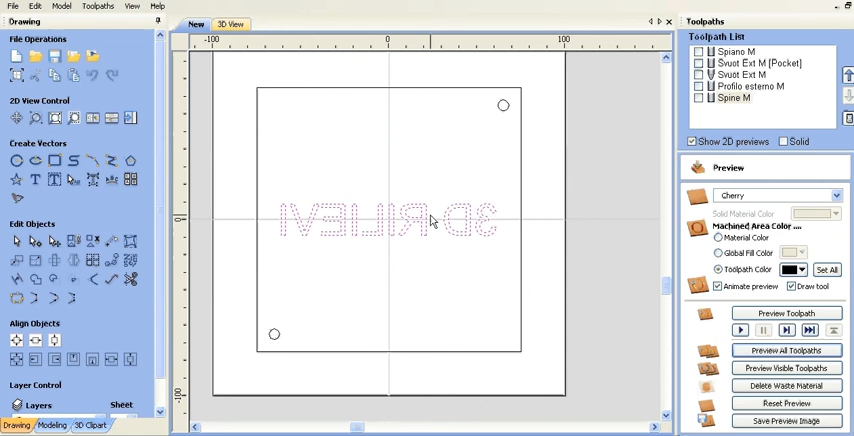 File Edit Model Toolpaths View Help
Drawing
File Operations
2D View Control
Create Vectors
Edit Objects
Align Objects
Layer Control
Layers Sheet
Drawing Modeling 3D Clipart
New 3D View
-100 0 100
0
-100
3D RILIEVI
Toolpaths
Toolpath List
Spiano M
Svuot Ext M [Pocket]
Svuot Ext M
Profilo esterno M
Spine M
Show 2D previews Solid
Preview
Cherry
Solid Material Color
Machined Area Color ....
Material Color
Global Fill Color
Toolpath Color Set All
Animate preview Draw tool
Preview Toolpath
Preview All Toolpaths
Preview Visible Toolpaths
Delete Waste Material
Reset Preview
Save Preview Image